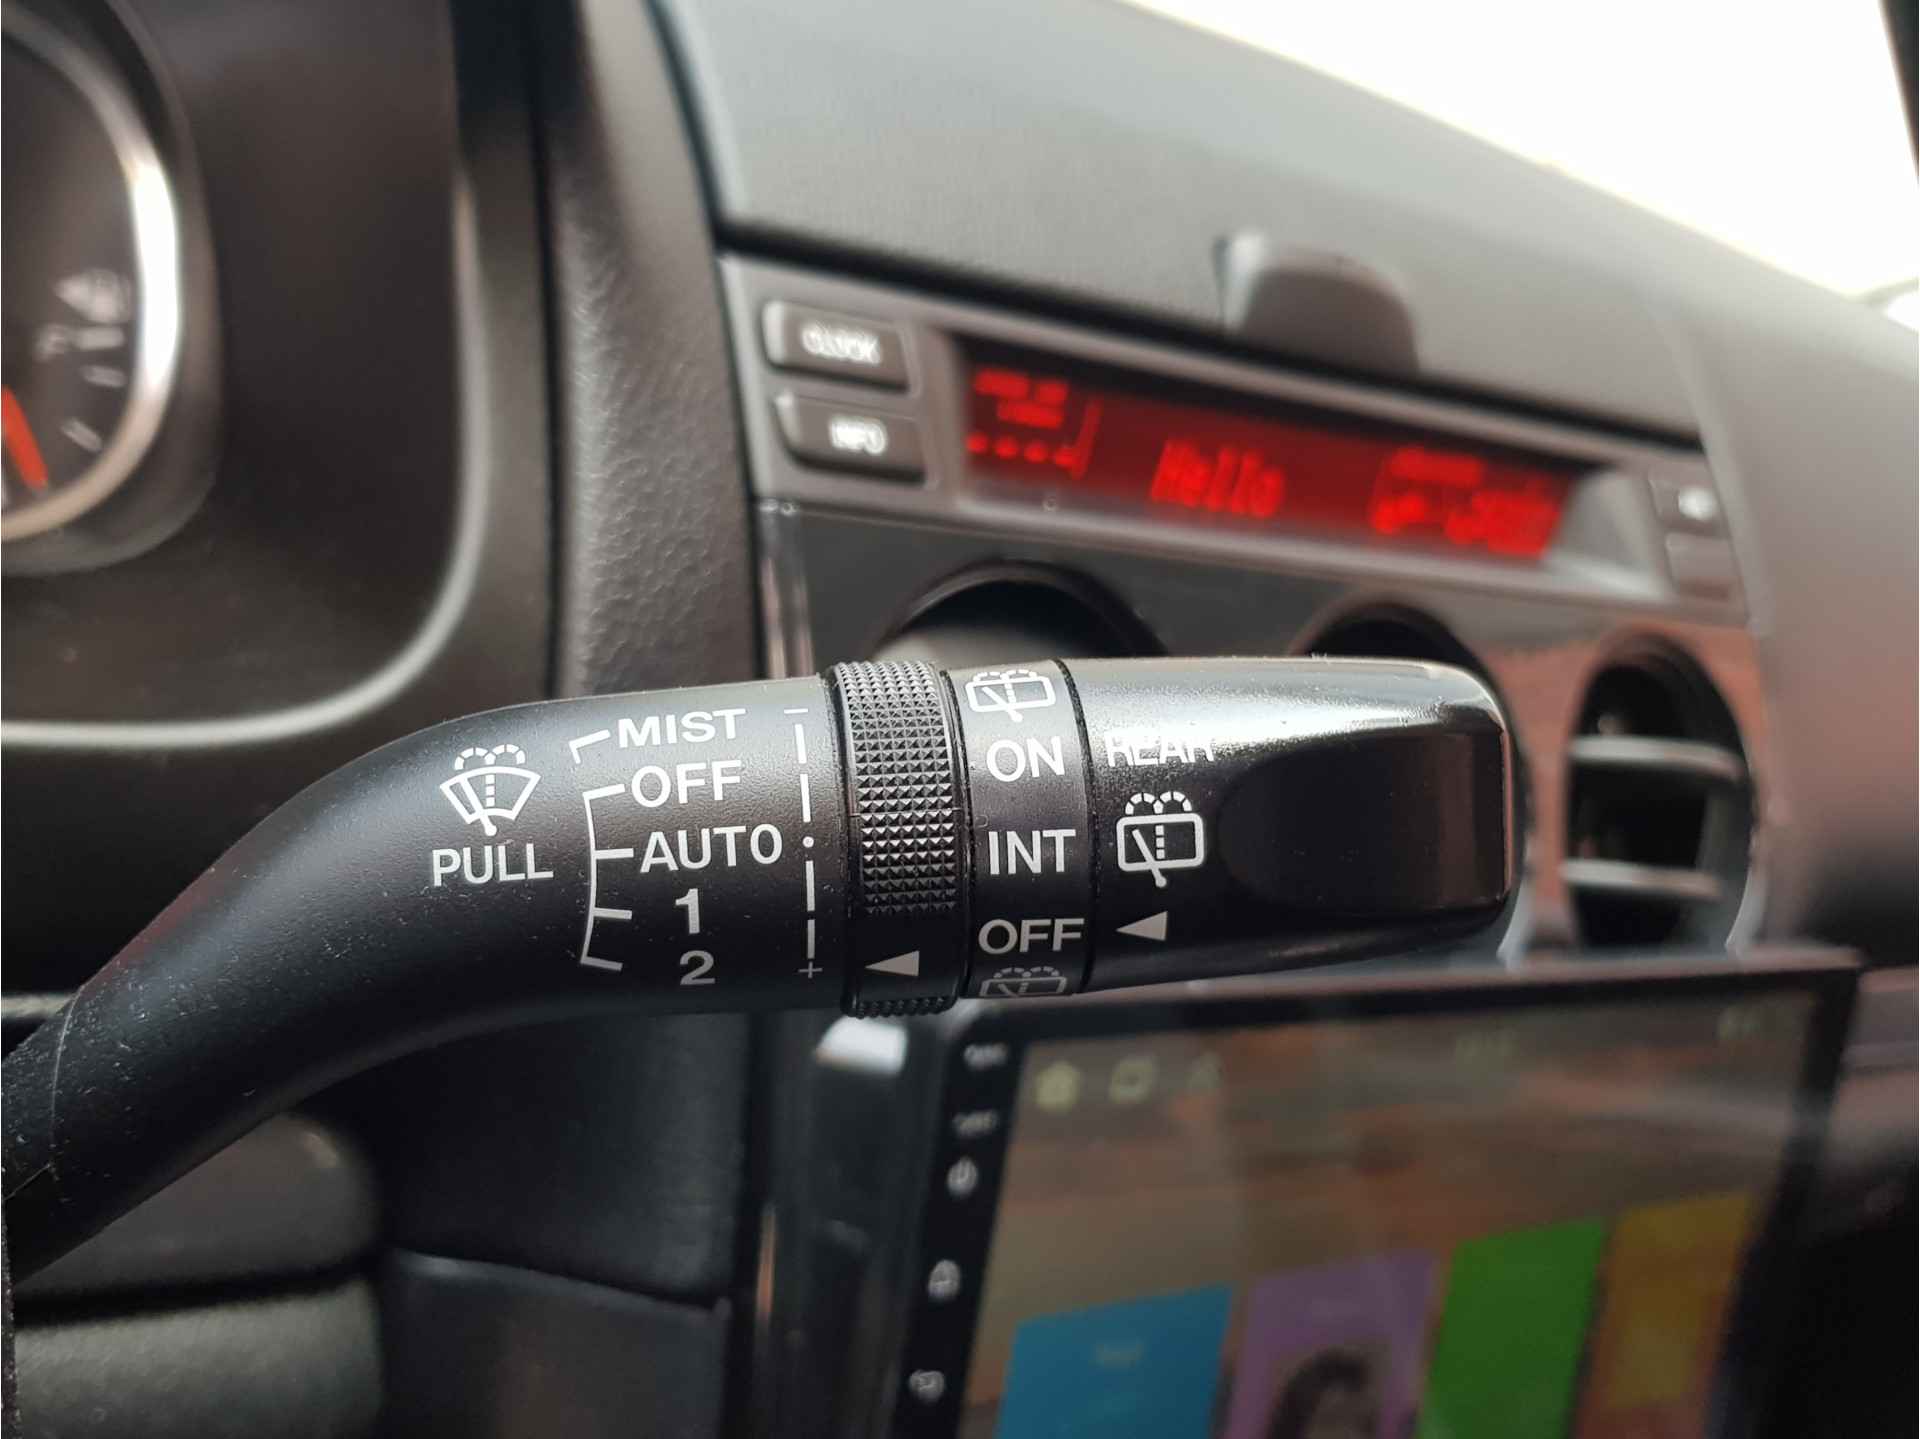 CLOCK
INFO
Hello
MIST
OFF
AUTO
1
2
PULL
ON
INT
OFF
REAR